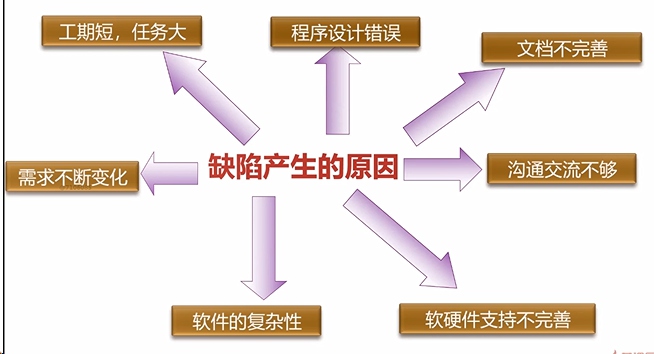 工期短，任务大
程序设计错误
文档不完善
需求不断变化
缺陷产生的原因
沟通交流不够
软件的复杂性
软硬件支持不完善